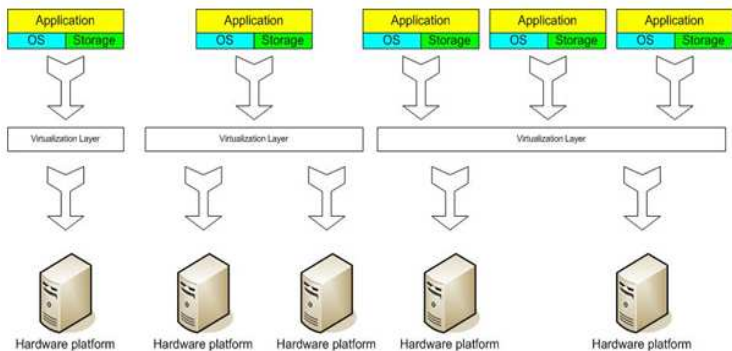 Application
OS Storage
Application
OS Storage
Application
OS Storage
Application
OS Storage
Application
OS Storage
Virtualization Layer
Virtualization Layer
Virtualization Layer
Hardware platform
Hardware platform
Hardware platform
Hardware platform
Hardware platform